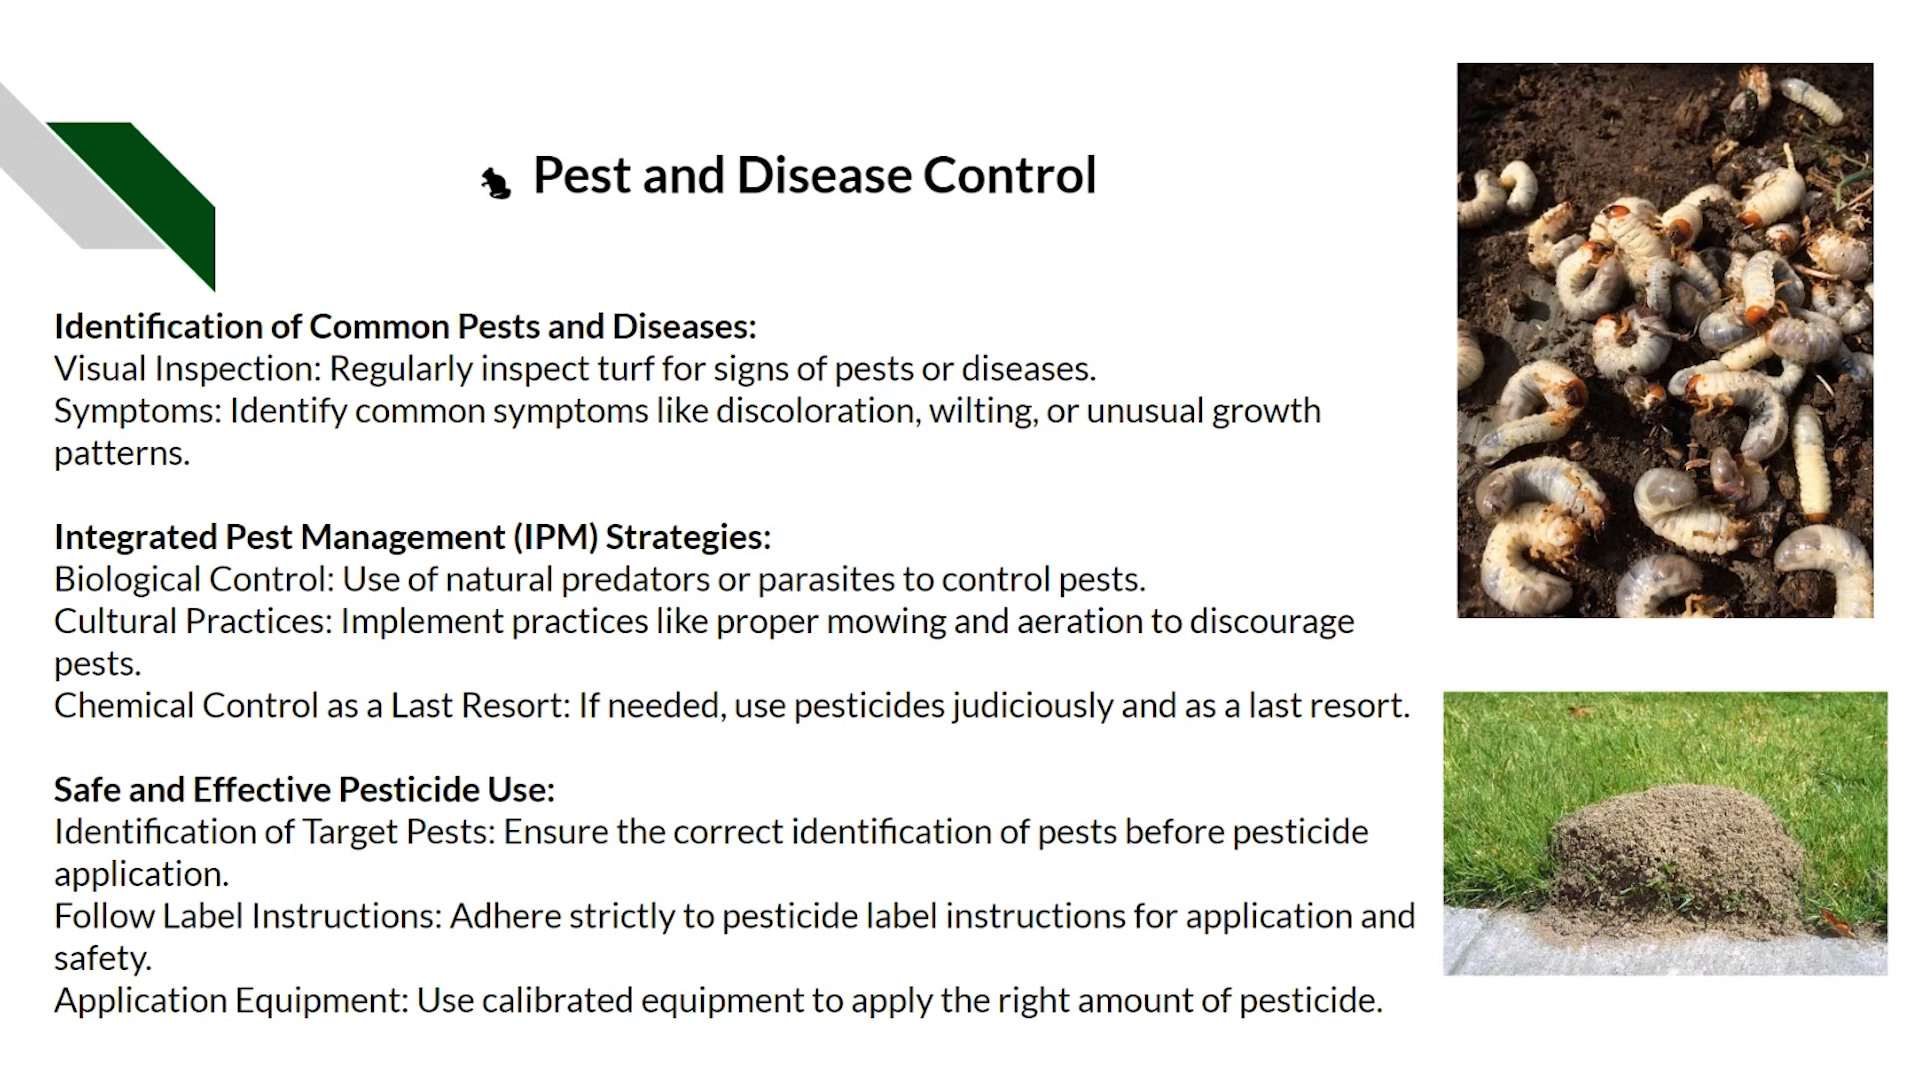 Pest and Disease Control
Identification of Common Pests and Diseases:
Visual Inspection: Regularly inspect turf for signs of pests or diseases.
Symptoms: Identify common symptoms like discoloration, wilting, or unusual growth
patterns.
Integrated Pest Management (IPM) Strategies:
Biological Control: Use of natural predators or parasites to control pests.
Cultural Practices: Implement practices like proper mowing and aeration to discourage
pests.
Chemical Control as a Last Resort: If needed, use pesticides judiciously and as a last resort.
Safe and Effective Pesticide Use:
Identification of Target Pests: Ensure the correct identification of pests before pesticide
application.
Follow Label Instructions: Adhere strictly to pesticide label instructions for application and
safety.
Application Equipment: Use calibrated equipment to apply the right amount of pesticide.